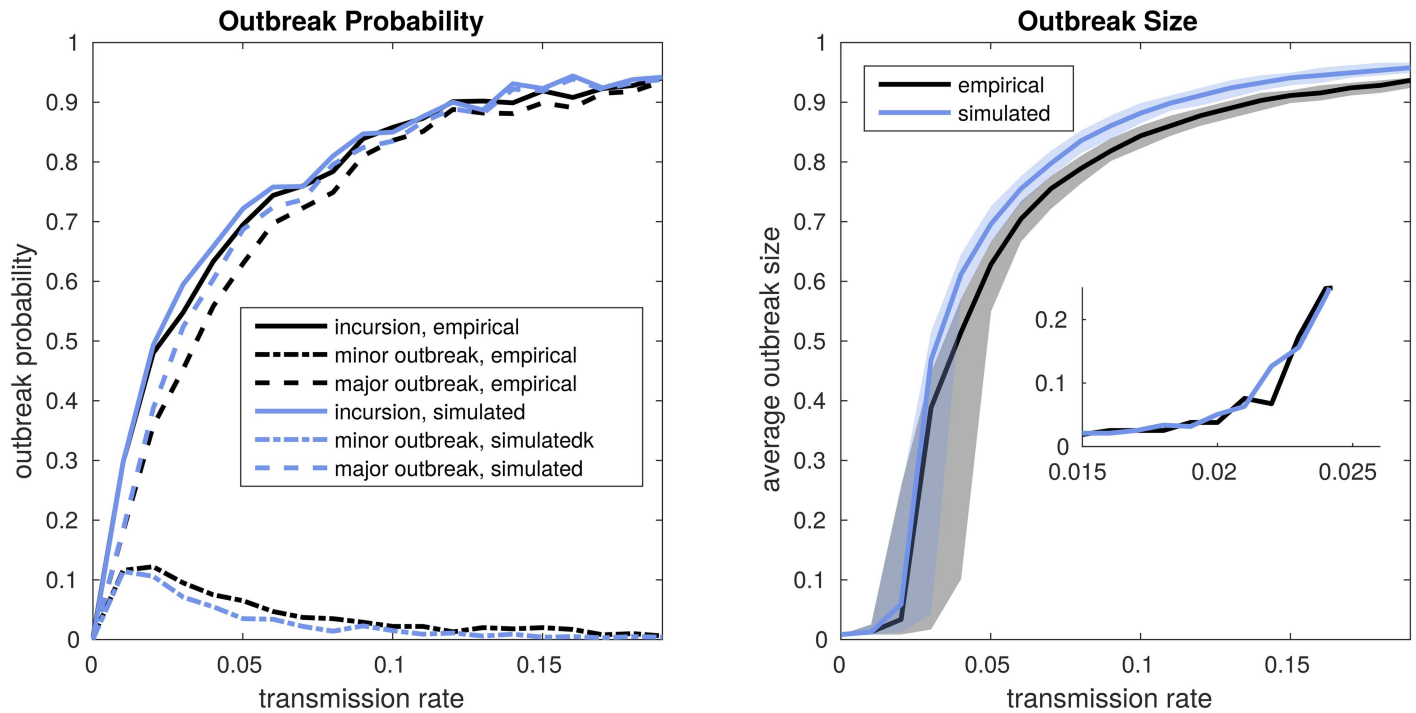 Outbreak Probability
outbreak probability
1
0.9
0.8
0.7
0.6
0.5
0.4
0.3
0.2
0.1
0
incursion, empirical
minor outbreak, empirical
major outbreak, empirical
incursion, simulated
minor outbreak, simulatedk
major outbreak, simulated
0 0.05 0.1 0.15
transmission rate
Outbreak Size
average outbreak size
1
0.9
0.8
0.7
0.6
0.5
0.4
0.3
0.2
0.1
0
empirical
simulated
0.2
0.1
0
0.015 0.02 0.025
0 0.05 0.1 0.15
transmission rate